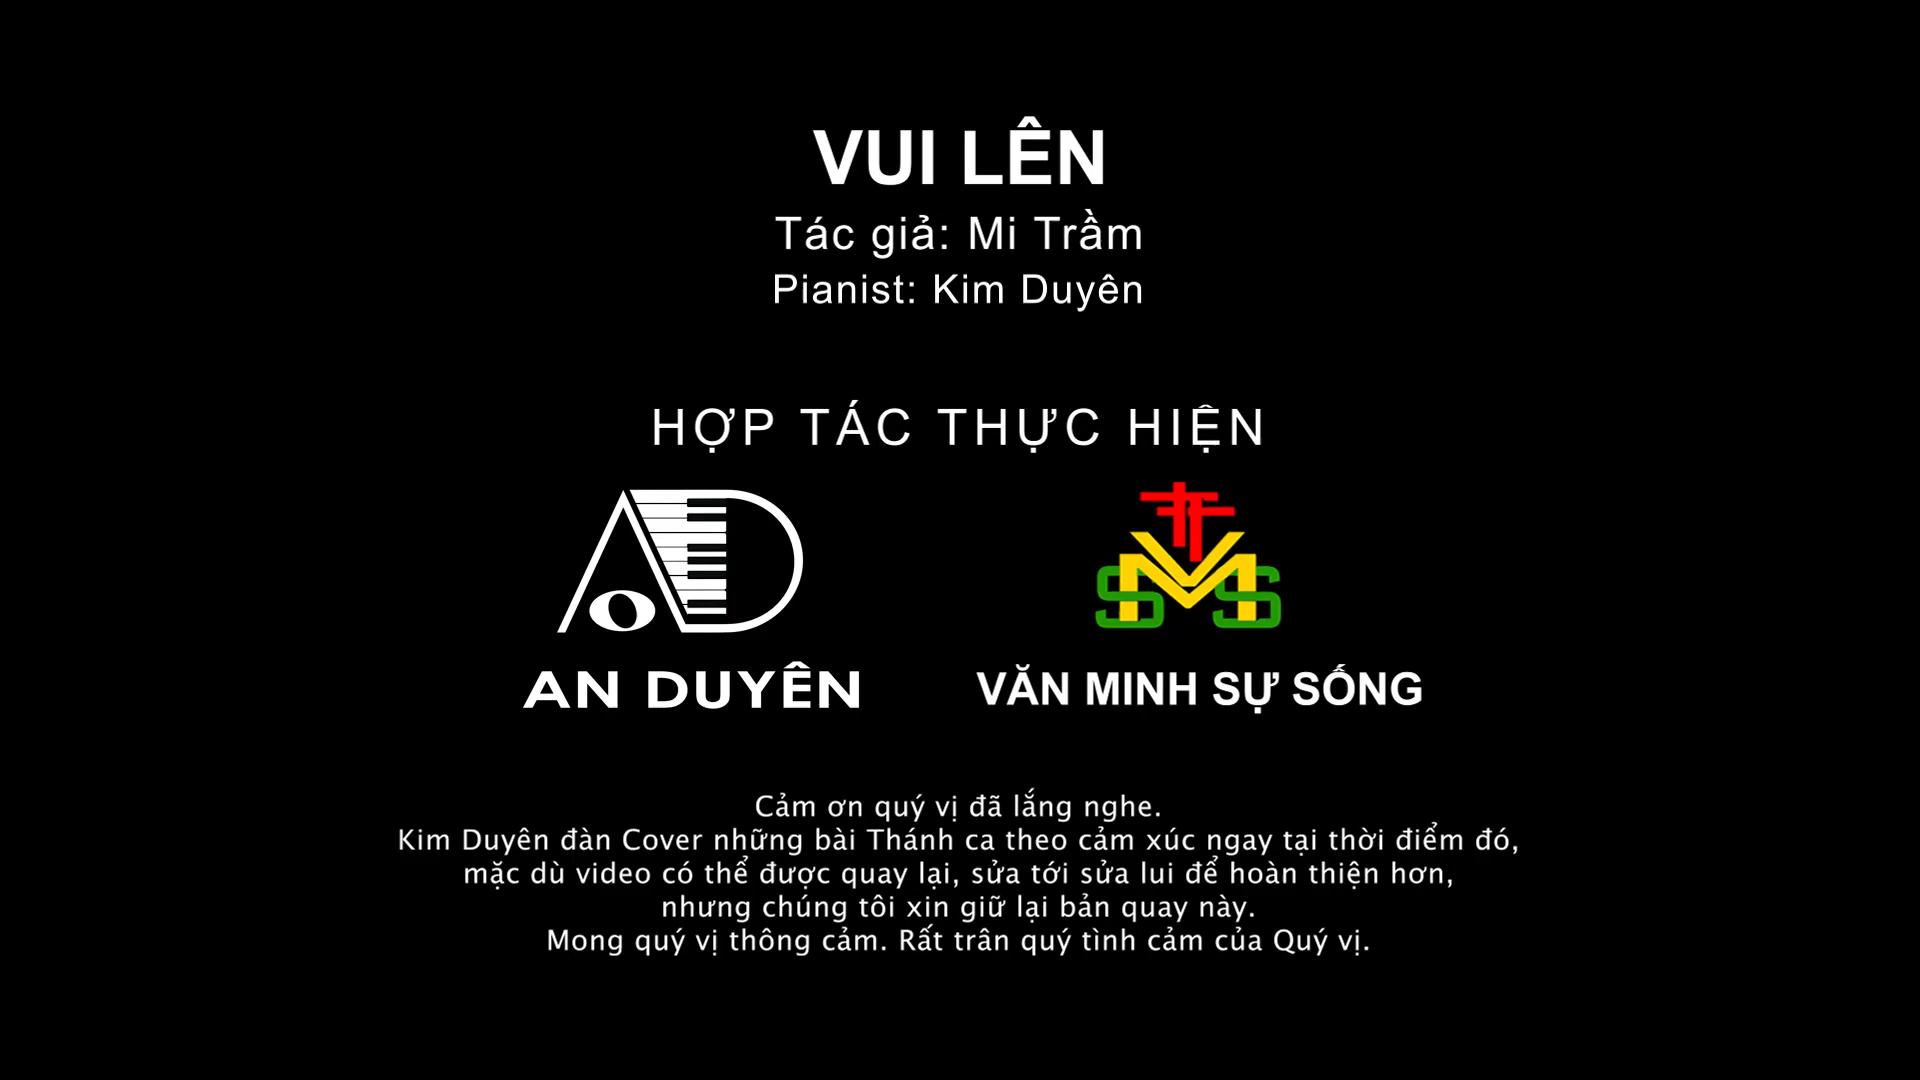 VUI LÊN
Tác giả: Mi Trầm
Pianist: Kim Duyên
HỢP TÁC THỰC HIỆN
AD
SMS
AN DUYÊN
VĂN MINH SỰ SỐNG
Cảm ơn quý vị đã lắng nghe.
Kim Duyên đàn Cover những bài Thánh ca theo cảm xúc ngay tại thời điểm đó,
mặc dù video có thể được quay lại, sửa tới sửa lui để hoàn thiện hơn,
nhưng chúng tôi xin giữ lại bản quay này.
Mong quý vị thông cảm. Rất trân quý tình cảm của Quý vị.